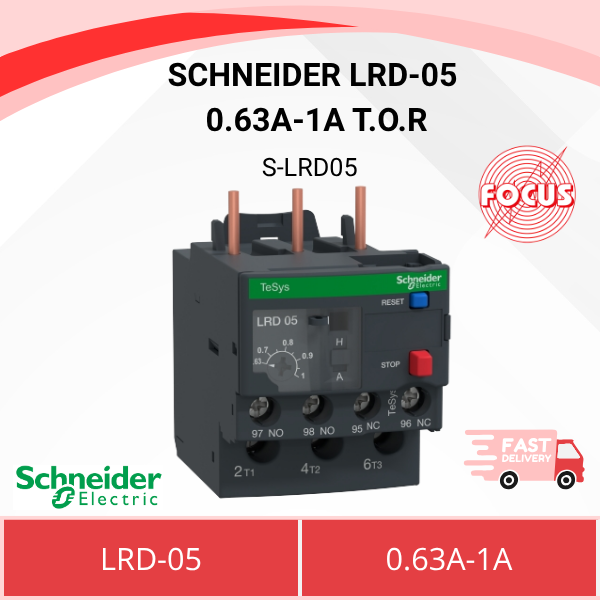 SCHNEIDER LRD-05
0.63A-1A T.O.R
S-LRD05
FOCUS
TeSys
Schneider
Electric
RESET
LRD 05
0.7 0.8 0.9 1
.63
H
A
STOP
TeSys
97 NO 98 NO 95 NC 96 NC
2T1 4T2 6T3
FAST
DELIVERY
Schneider
Electric
LRD-05
0.63A-1A